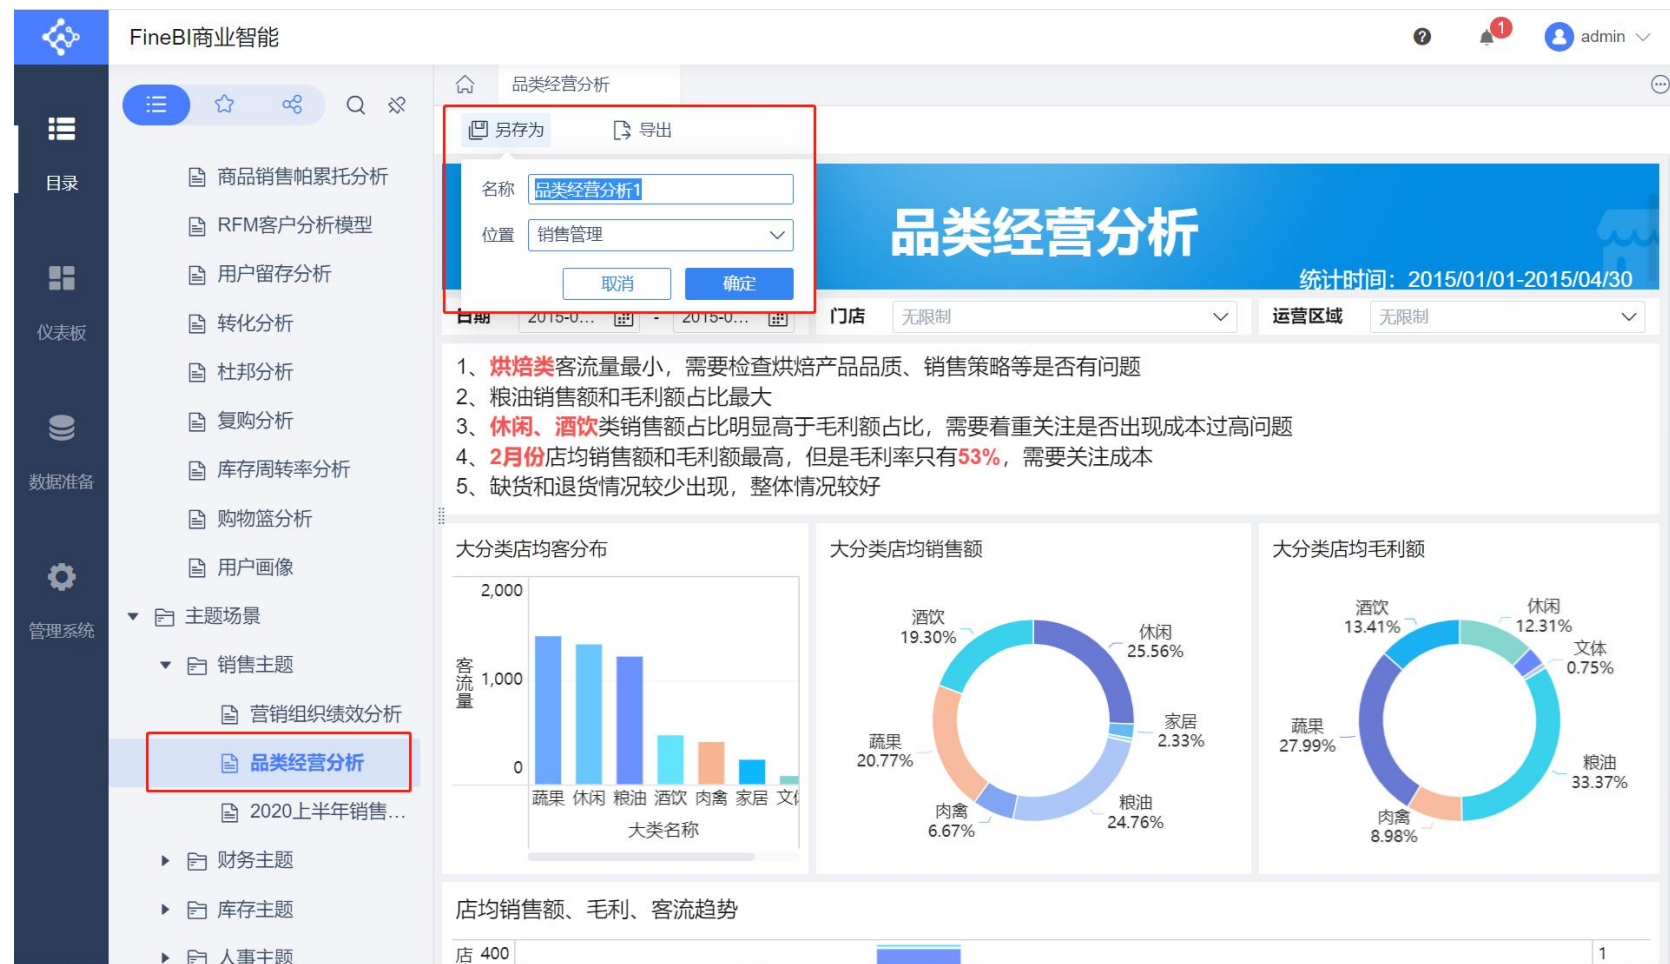 FineBI商业智能
1
admin
目录
仪表板
数据准备
管理系统
商品销售帕累托分析
RFM客户分析模型
用户留存分析
转化分析
杜邦分析
复购分析
库存周转率分析
购物篮分析
用户画像
主题场景
销售主题
营销组织绩效分析
品类经营分析
2020上半年销售...
财务主题
库存主题
人事主题
品类经营分析
另存为 导出
名称 品类经营分析1
位置 销售管理
取消 确定
品类经营分析
统计时间：2015/01/01-2015/04/30
日期 2015-0... - 2015-0... 门店 无限制 运营区域 无限制
1、烘焙类客流量最小，需要检查烘焙产品品质、销售策略等是否有问题
2、粮油销售额和毛利额占比最大
3、休闲、酒饮类销售额占比明显高于毛利额占比，需要着重关注是否出现成本过高问题
4、2月份店均销售额和毛利额最高，但是毛利率只有53%，需要关注成本
5、缺货和退货情况较少出现，整体情况较好
大分类店均客分布
2,000
1,000
0
客流量
蔬果 休闲 粮油 酒饮 肉禽 家居
大类名称
大分类店均销售额
酒饮
19.30%
休闲
25.56%
家居
2.33%
蔬果
20.77%
肉禽
6.67%
粮油
24.76%
大分类店均毛利额
酒饮
13.41%
休闲
12.31%
文体
0.75%
蔬果
27.99%
粮油
33.37%
肉禽
8.98%
店均销售额、毛利、客流趋势
店 400
1